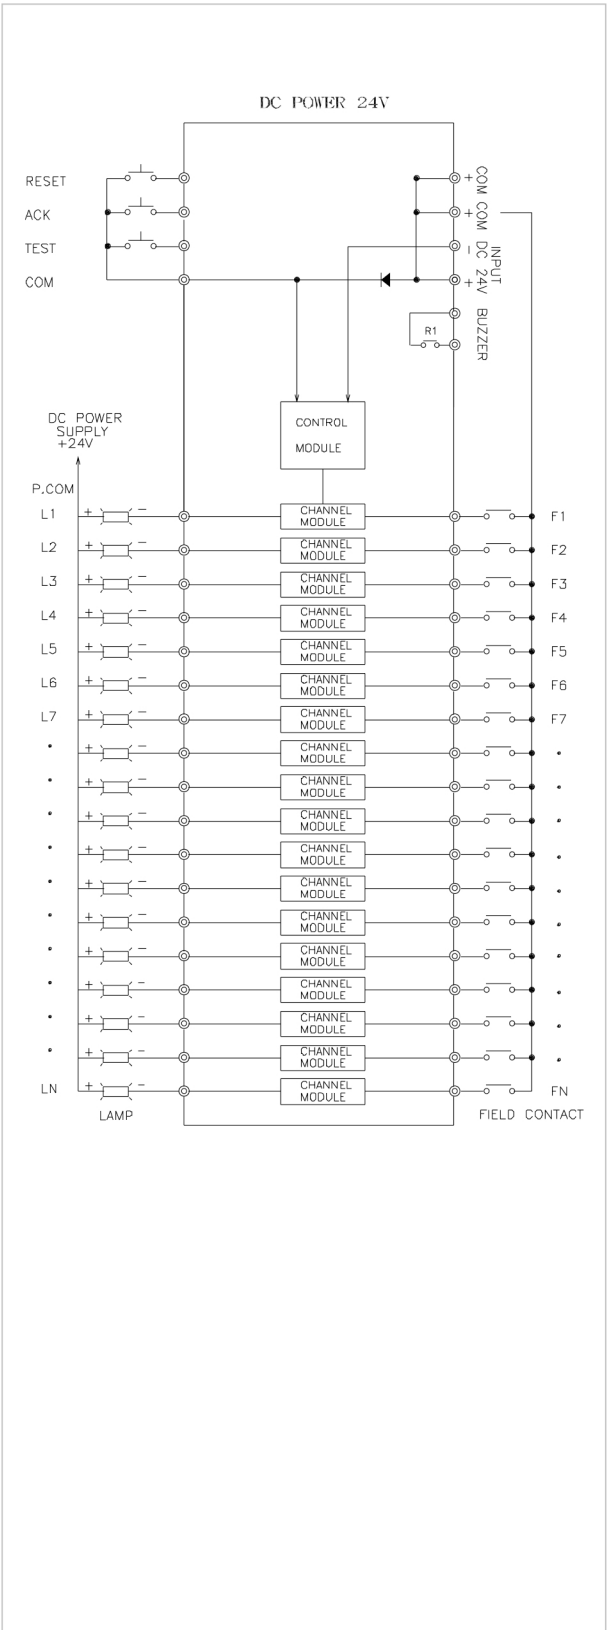 DC POWER 24V
RESET
ACK
TEST
COM
+ COM
+ COM
- DC
+ 24V
INPUT
BUZZER
R1
CONTROL
MODULE
DC POWER
SUPPLY
+24V
P.COM
L1 + - CHANNEL MODULE F1
L2 + - CHANNEL MODULE F2
L3 + - CHANNEL MODULE F3
L4 + - CHANNEL MODULE F4
L5 + - CHANNEL MODULE F5
L6 + - CHANNEL MODULE F6
L7 + - CHANNEL MODULE F7
+ - CHANNEL MODULE
+ - CHANNEL MODULE
+ - CHANNEL MODULE
+ - CHANNEL MODULE
+ - CHANNEL MODULE
+ - CHANNEL MODULE
+ - CHANNEL MODULE
+ - CHANNEL MODULE
+ - CHANNEL MODULE
+ - CHANNEL MODULE
LN + - CHANNEL MODULE FN
LAMP
FIELD CONTACT